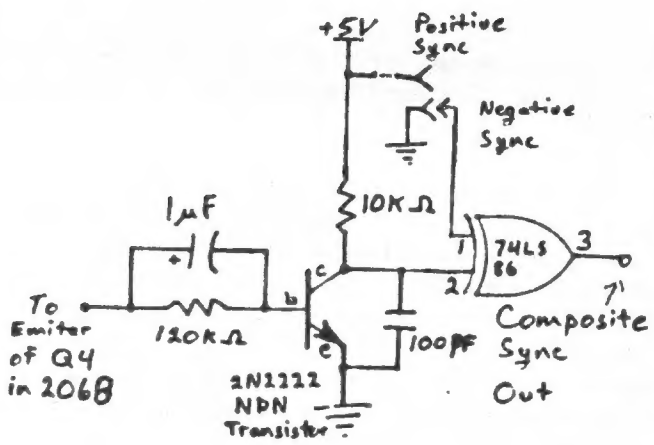 +5V
Positive
Sync
Negative
Sync
1µF
10KΩ
+
c
1
74LS
86
3
2
b
To
Emiter
of Q4
in 2068
120KΩ
e
100pf
Composite
Sync
Out
2N2222
NPN
Transister